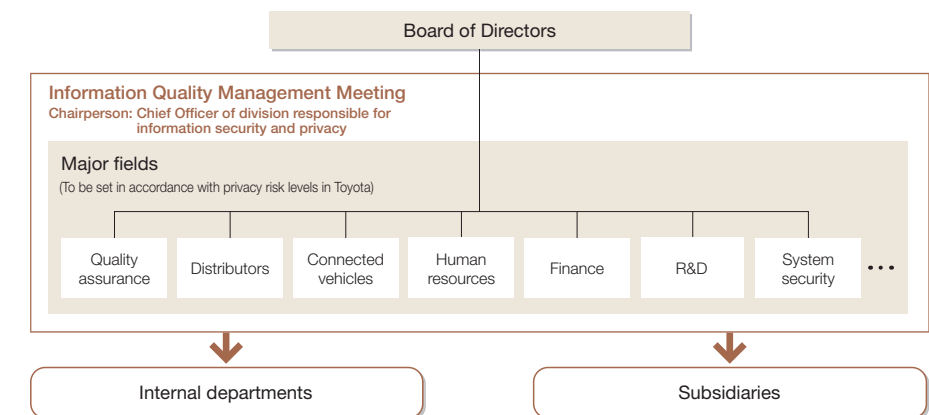 Board of Directors
Information Quality Management Meeting
Chairperson: Chief Officer of division responsible for
information security and privacy
Major fields
(To be set in accordance with privacy risk levels in Toyota)
Quality
assurance
Distributors
Connected
vehicles
Human
resources
Finance
R&D
System
security
•••
Internal departments
Subsidiaries